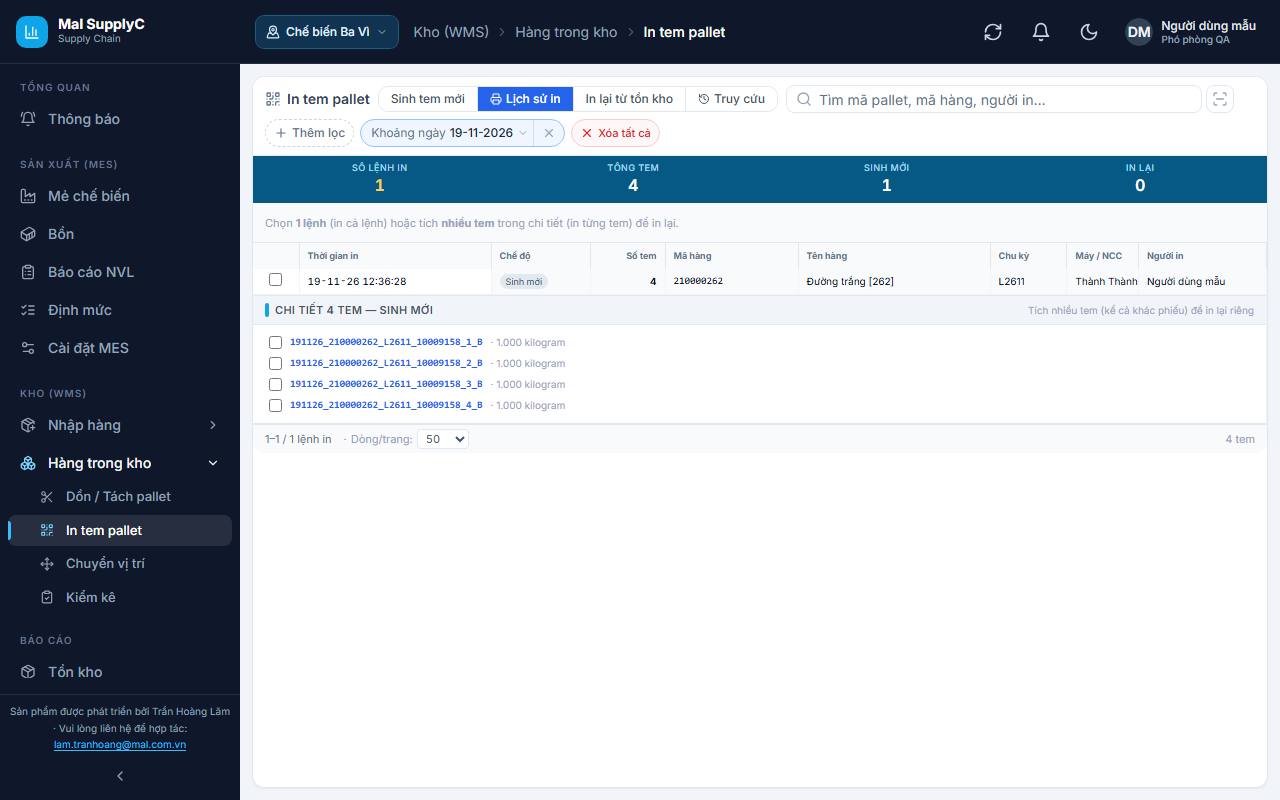 Mal SupplyC
Supply Chain
Chế biến Ba Vì
Kho (WMS) > Hàng trong kho > In tem pallet
DM
Người dùng mẫu
Phó phòng QA
TỔNG QUAN
Thông báo
SẢN XUẤT (MES)
Mẻ chế biến
Bồn
Báo cáo NVL
Định mức
Cài đặt MES
KHO (WMS)
Nhập hàng
Hàng trong kho
Dồn / Tách pallet
In tem pallet
Chuyển vị trí
Kiểm kê
BÁO CÁO
Tồn kho
Sản phẩm được phát triển bởi Trần Hoàng Lâm
· Vui lòng liên hệ để hợp tác:
lam.tranhoang@mal.com.vn
In tem pallet
Sinh tem mới
Lịch sử in
In lại từ tồn kho
Truy cứu
Tìm mã pallet, mã hàng, người in...
Thêm lọc
Khoảng ngày 19-11-2026
Xóa tất cả
SỐ LỆNH IN
1
TỔNG TEM
4
SINH MỚI
1
IN LẠI
0
Chọn 1 lệnh (in cả lệnh) hoặc tích nhiều tem trong chi tiết (in từng tem) để in lại.
Thời gian in Chế độ Số tem Mã hàng Tên hàng Chu kỳ Máy / NCC Người in
19-11-26 12:36:28 Sinh mới 4 210000262 Đường trắng [262] L2611 Thành Thành Người dùng mẫu
CHI TIẾT 4 TEM — SINH MỚI
Tích nhiều tem (kể cả khác phiếu) để in lại riêng
191126_210000262_L2611_10009158_1_B · 1.000 kilogram
191126_210000262_L2611_10009158_2_B · 1.000 kilogram
191126_210000262_L2611_10009158_3_B · 1.000 kilogram
191126_210000262_L2611_10009158_4_B · 1.000 kilogram
1–1 / 1 lệnh in · Dòng/trang: 50
4 tem